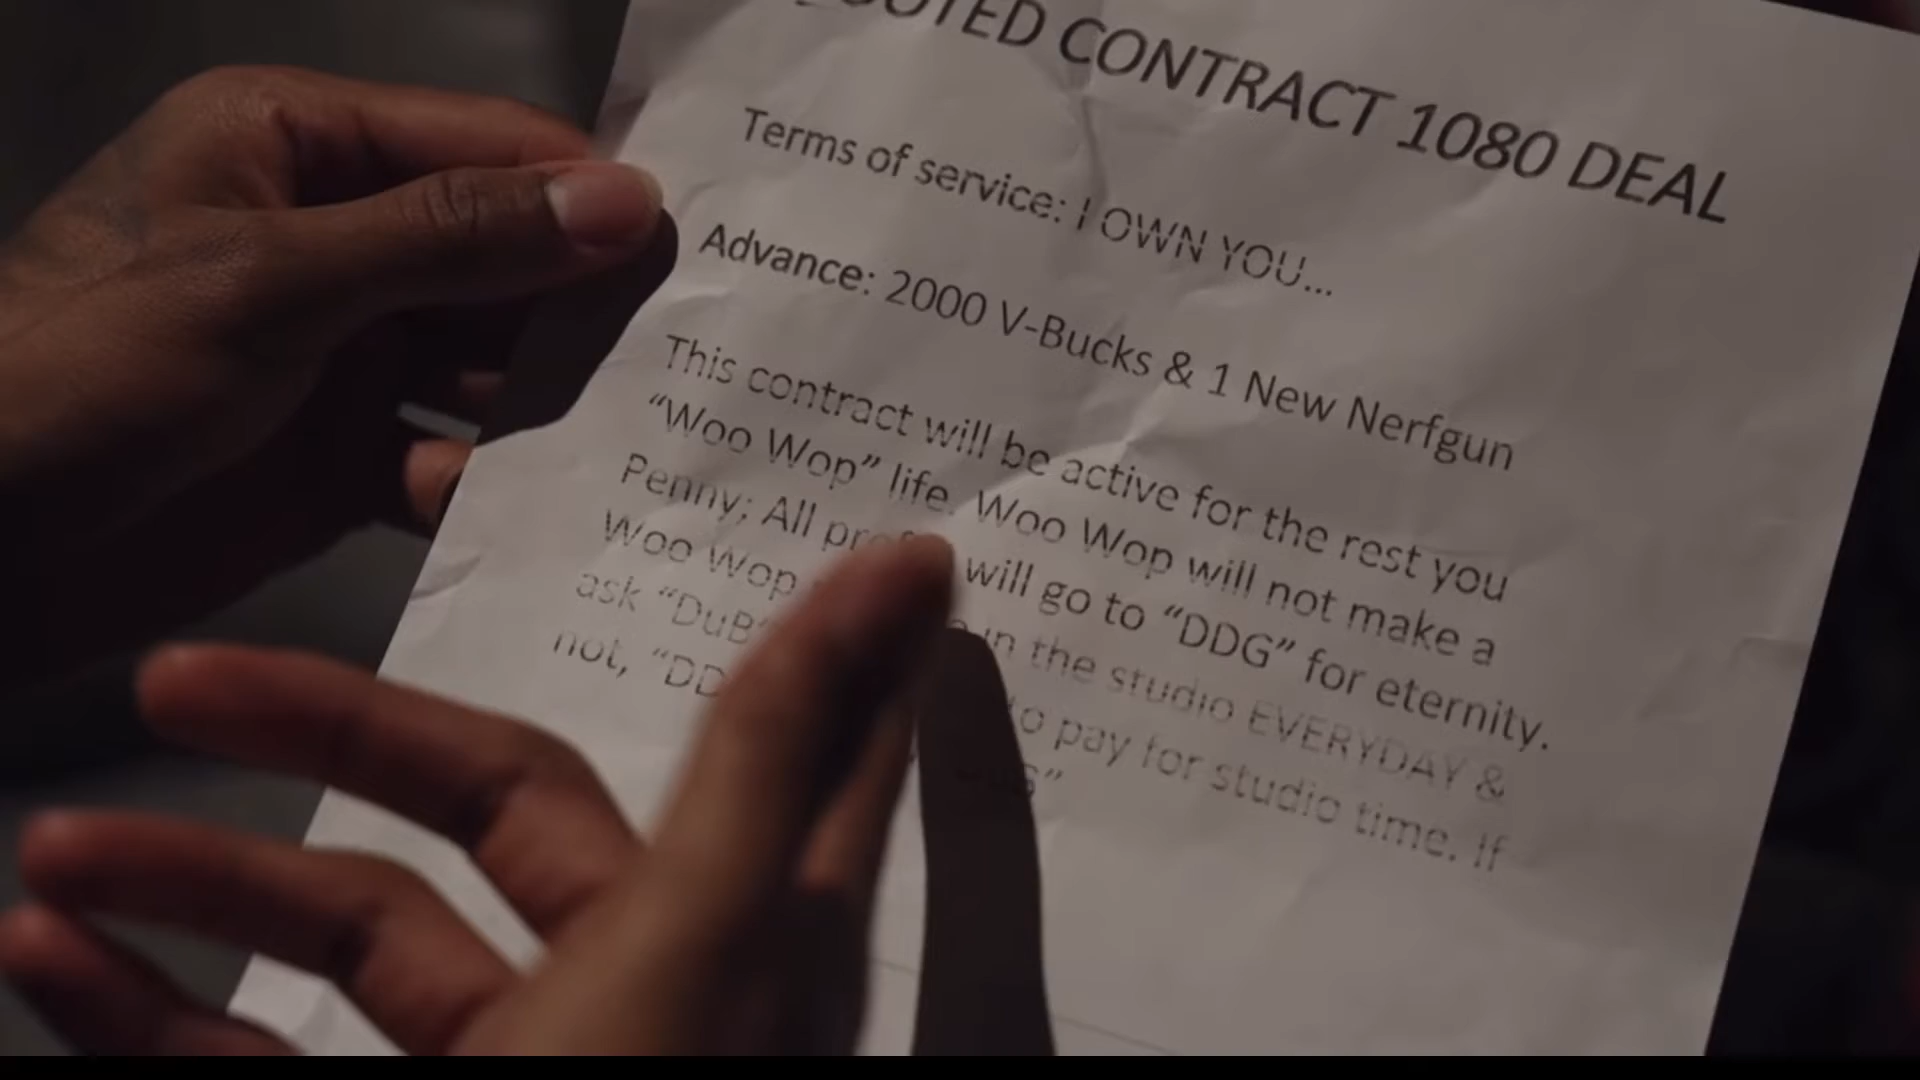 CONTRACT 1080 DEAL
Terms of service: I OWN YOU...
Advance: 2000 V-Bucks & 1 New Nerfgun
This contract will be active for the rest you
“Woo Wop” life. Woo Wop will not make a
Penny; All will go to “DDG” for eternity.
Woo Wop in the studio EVERYDAY &
ask to pay for studio time. If
not,